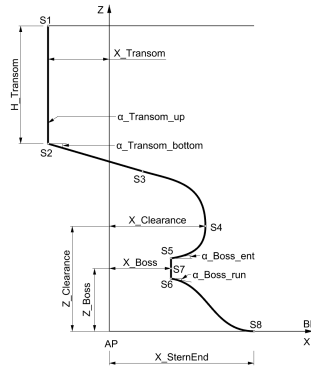 Z
S1
X_Transom
H_Transom
α_Transom_up
S2
α_Transom_bottom
S3
X_Clearance
S4
S5
α_Boss_ent
X_Boss
S7
Z_Clearance
Z_Boss
S6
α_Boss_run
S8
AP
X
X_SternEnd